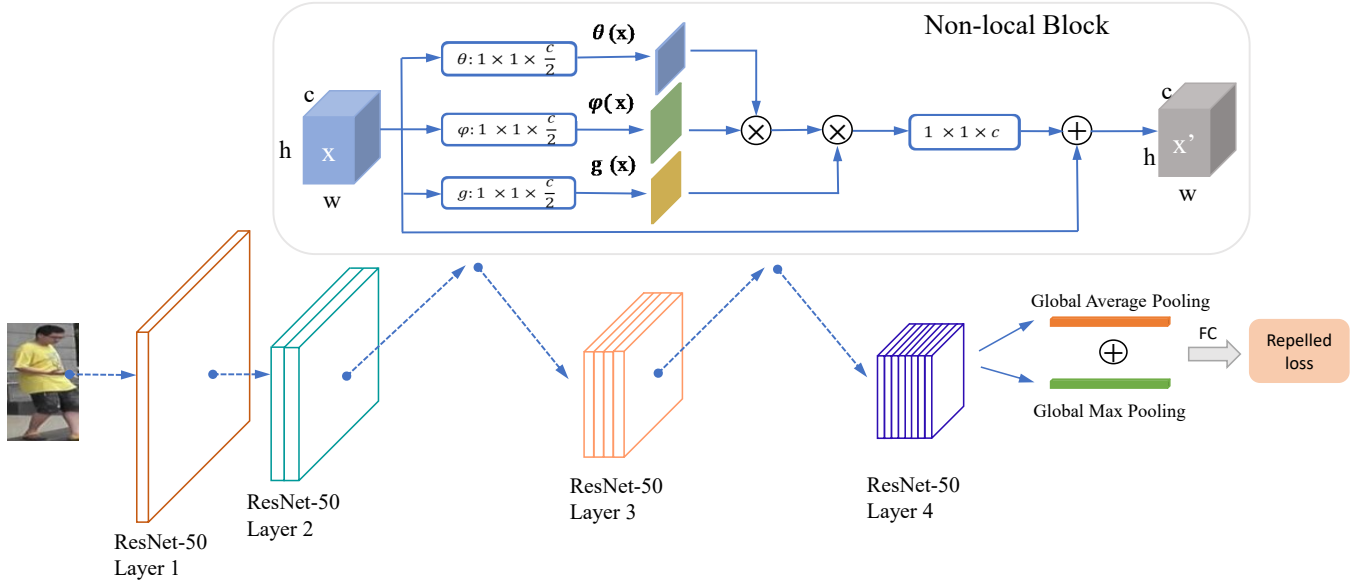 Non-local Block
θ (x)
c
θ: 1 × 1 × c/2
φ(x)
c
h
x
φ: 1 × 1 × c/2
1 × 1 × c
h
x'
g (x)
w
g: 1 × 1 × c/2
w
Global Average Pooling
FC
Repelled
loss
Global Max Pooling
ResNet-50
Layer 1
ResNet-50
Layer 2
ResNet-50
Layer 3
ResNet-50
Layer 4